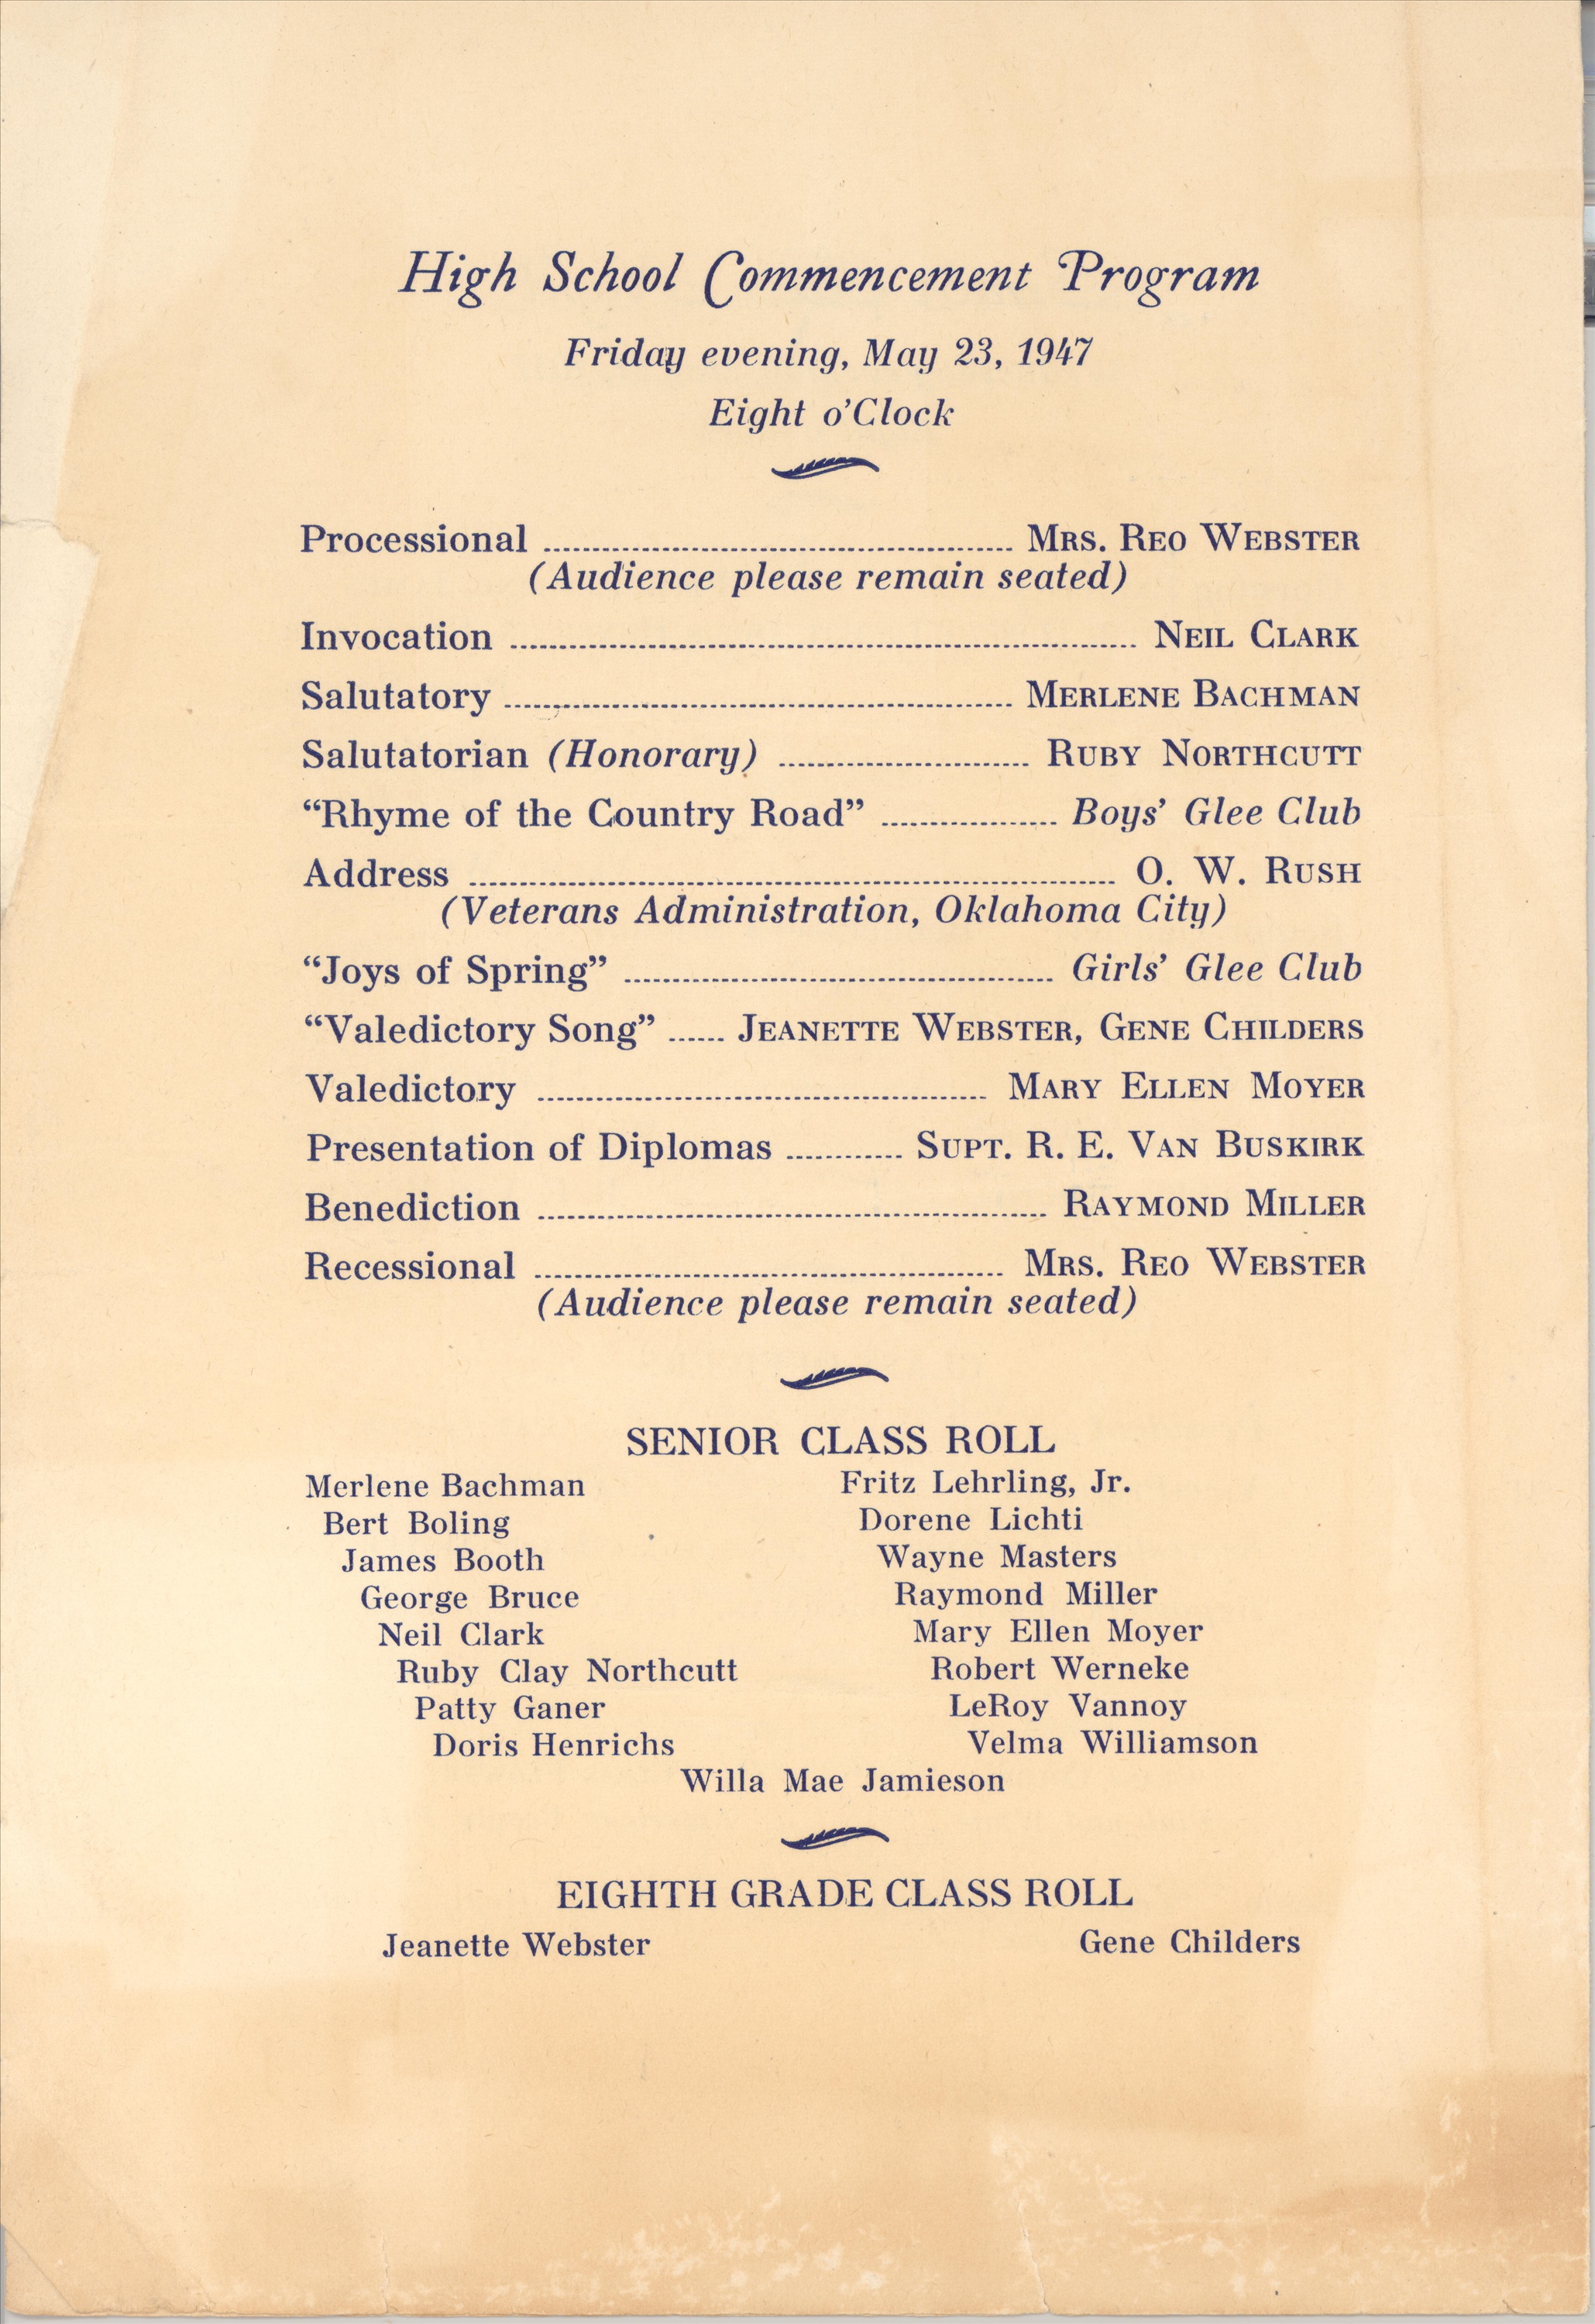 High School Commencement Program
Friday evening, May 23, 1947
Eight o'Clock
Processional ........................................ Mrs. Reo Webster
(Audience please remain seated)
Invocation ........................................ Neil Clark
Salutatory ........................................ Merlene Bachman
Salutatorian (Honorary) ........................ Ruby Northcutt
“Rhyme of the Country Road” .................. Boys' Glee Club
Address ........................................ O. W. Rush
(Veterans Administration, Oklahoma City)
“Joys of Spring” ........................................ Girls' Glee Club
“Valedictory Song” ...... Jeanette Webster, Gene Childers
Valedictory ........................................ Mary Ellen Moyer
Presentation of Diplomas ............ Supt. R. E. Van Buskirk
Benediction ........................................ Raymond Miller
Recessional ........................................ Mrs. Reo Webster
(Audience please remain seated)
SENIOR CLASS ROLL
Merlene Bachman
Bert Boling
James Booth
George Bruce
Neil Clark
Ruby Clay Northcutt
Patty Ganer
Doris Henrichs
Fritz Lehrling, Jr.
Dorene Lichti
Wayne Masters
Raymond Miller
Mary Ellen Moyer
Robert Werneke
LeRoy Vannoy
Velma Williamson
Willa Mae Jamieson
EIGHTH GRADE CLASS ROLL
Jeanette Webster Gene Childers